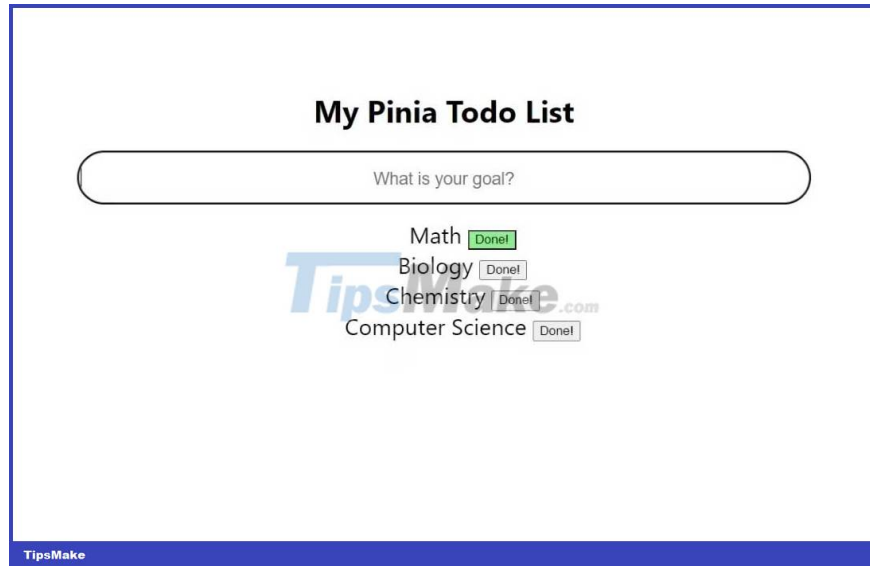 My Pinia Todo List
What is your goal?
Math Done!
Biology Done!
Chemistry Done!
TipsMake.com
Computer Science Done!
TipsMake